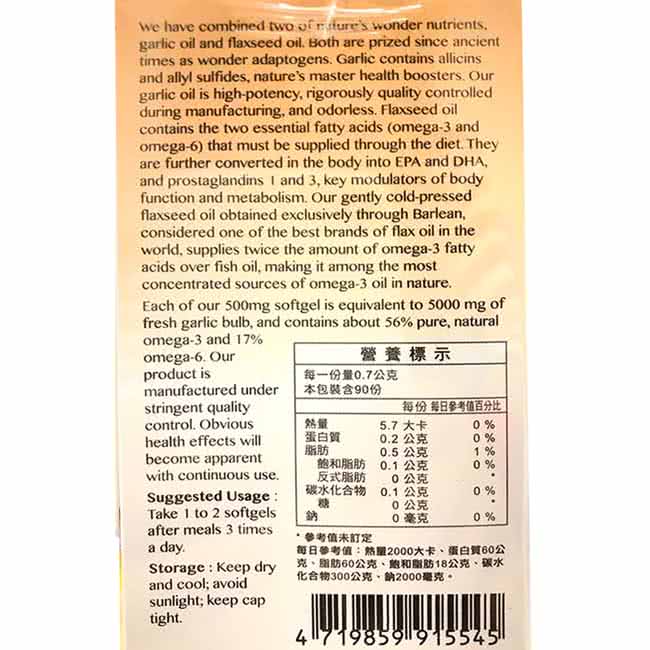 We have combined two of nature's wonder nutrients,
garlic oil and flaxseed oil. Both are prized since ancient
times as wonder adaptogens. Garlic contains allicins
and allyl sulfides, nature's master health boosters. Our
garlic oil is high-potency, rigorously quality controlled
during manufacturing, and odorless. Flaxseed oil
contains the two essential fatty acids (omega-3 and
omega-6) that must be supplied through the diet. They
are further converted in the body into EPA and DHA,
and prostaglandins 1 and 3, key modulators of body
function and metabolism. Our gently cold-pressed
flaxseed oil obtained exclusively through Barlean,
considered one of the best brands of flax oil in the
world, supplies twice the amount of omega-3 fatty
acids over fish oil, making it among the most
concentrated sources of omega-3 oil in nature.
Each of our 500mg softgel is equivalent to 5000 mg of
fresh garlic bulb, and contains about 56% pure, natural
omega-3 and 17%
omega-6. Our
product is
manufactured under
stringent quality
control. Obvious
health effects will
become apparent
with continuous use.
Suggested Usage :
Take 1 to 2 softgels
after meals 3 times
a day.
Storage : Keep dry
and cool; avoid
sunlight; keep cap
tight.
營養標示
每一份量0.7公克
本包裝含90份
每份 每日參考值百分比
熱量 5.7 大卡 0 %
蛋白質 0.2 公克 0 %
脂肪 0.5 公克 1 %
飽和脂肪 0.1 公克 0 %
反式脂肪 0 公克 *
碳水化合物 0.1 公克 0 %
糖 0 公克 *
鈉 0 毫克 0 %
* 參考值未訂定
每日參考值：熱量2000大卡、蛋白質60公
克、脂肪60公克、飽和脂肪18公克、碳水
化合物300公克、鈉2000毫克。
4 719859 915545